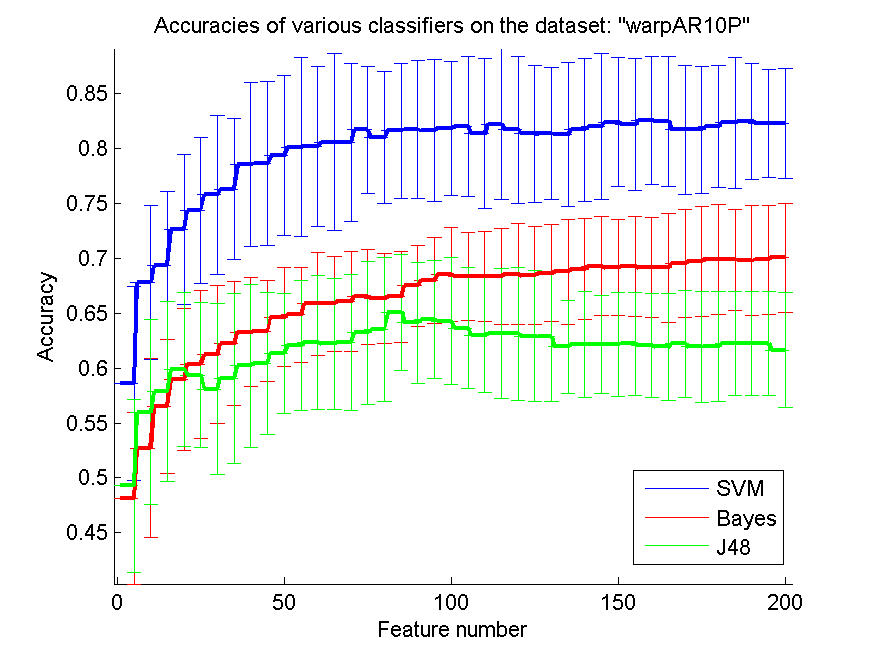 Accuracies of various classifiers on the dataset: "warpAR10P"
Accuracy
0.85
0.8
0.75
0.7
0.65
0.6
0.55
0.5
0.45
SVM
Bayes
J48
0 50 100 150 200
Feature number